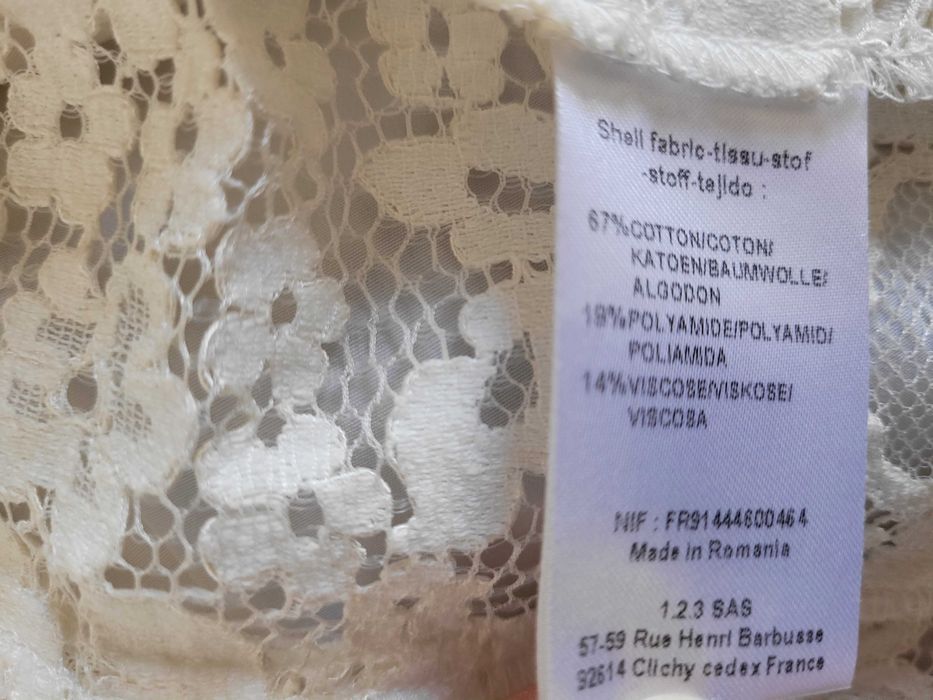 Shell fabric-tissu-stof
-stoff-tejido :
67%COTTON/COTON/
KATOEN/BAUMWOLLE/
ALGODON
19%POLYAMIDE/POLYAMID/
POLIAMIDA
14%VISCOSE/VISKOSE/
VISCOSA
NIF : FR91444600464
Made in Romania
1.2.3 SAS
57-59 Rue Henri Barbusse
92614 Clichy cedex France